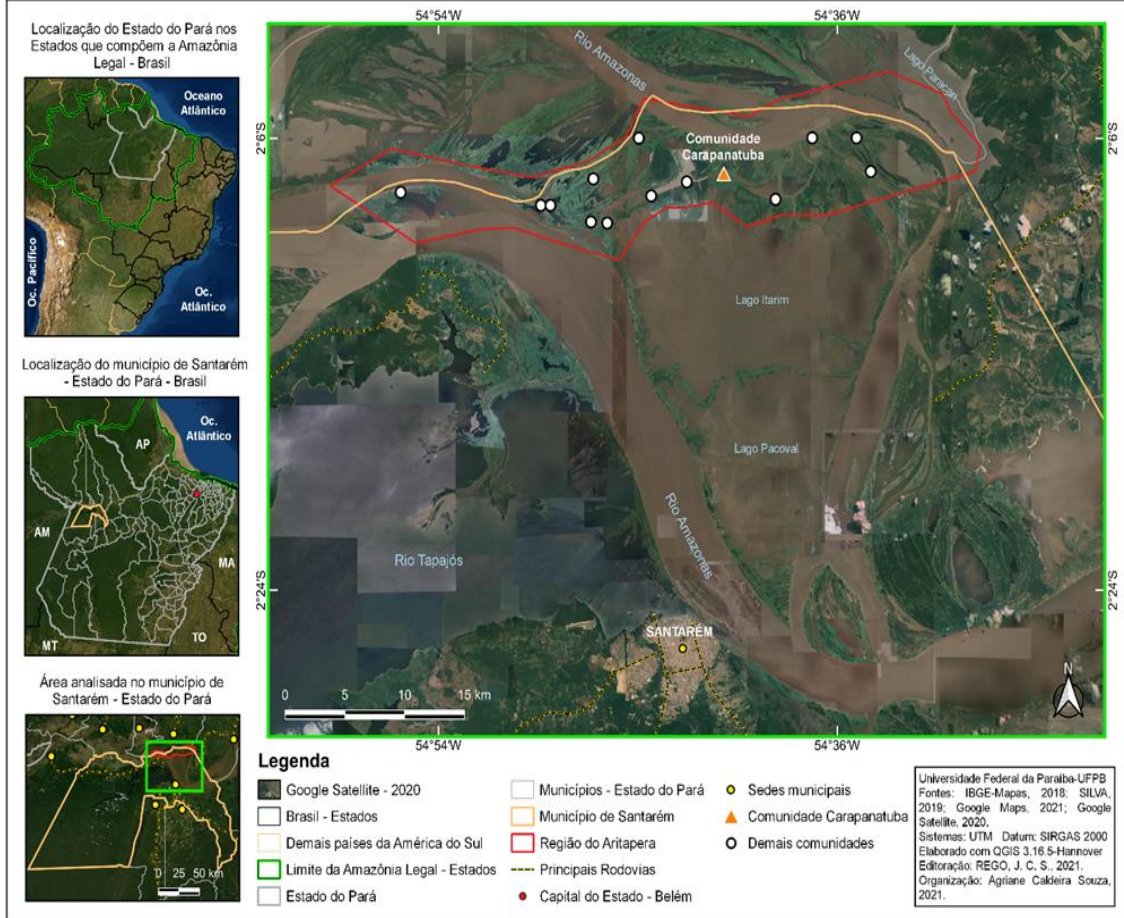 Localização do Estado do Pará nos
Estados que compõem a Amazônia
Legal - Brasil
Oceano
Atlântico
Oc. Pacífico
Oc.
Atlântico
Localização do município de Santarém
- Estado do Pará - Brasil
AP
Oc.
Atlântico
AM
MA
MT
TO
Área analisada no município de
Santarém - Estado do Pará
0 25 50 km
54°54'W
54°36'W
2°6'S
2°6'S
Rio Amazonas
Lago Paracari
Comunidade
Carapanatuba
Lago Itarim
Lago Pacoval
Rio Amazonas
Rio Tapajós
2°24'S
2°24'S
SANTARÉM
0 5 10 15 km
N
54°54'W
54°36'W
Legenda
Google Satellite - 2020
Brasil - Estados
Demais países da América do Sul
Limite da Amazônia Legal - Estados
Estado do Pará
Municípios - Estado do Pará
Município de Santarém
Região do Aritapera
Principais Rodovias
Capital do Estado - Belém
Sedes municipais
Comunidade Carapanatuba
Demais comunidades
Universidade Federal da Paraíba-UFPB
Fontes: IBGE-Mapas, 2018; SILVA,
2019; Google Maps, 2021; Google
Satellite, 2020.
Sistemas: UTM Datum: SIRGAS 2000
Elaborado com QGIS 3.16.5-Hannover
Editoração: REGO, J. C. S., 2021.
Organização: Agriane Caldeira Souza,
2021.